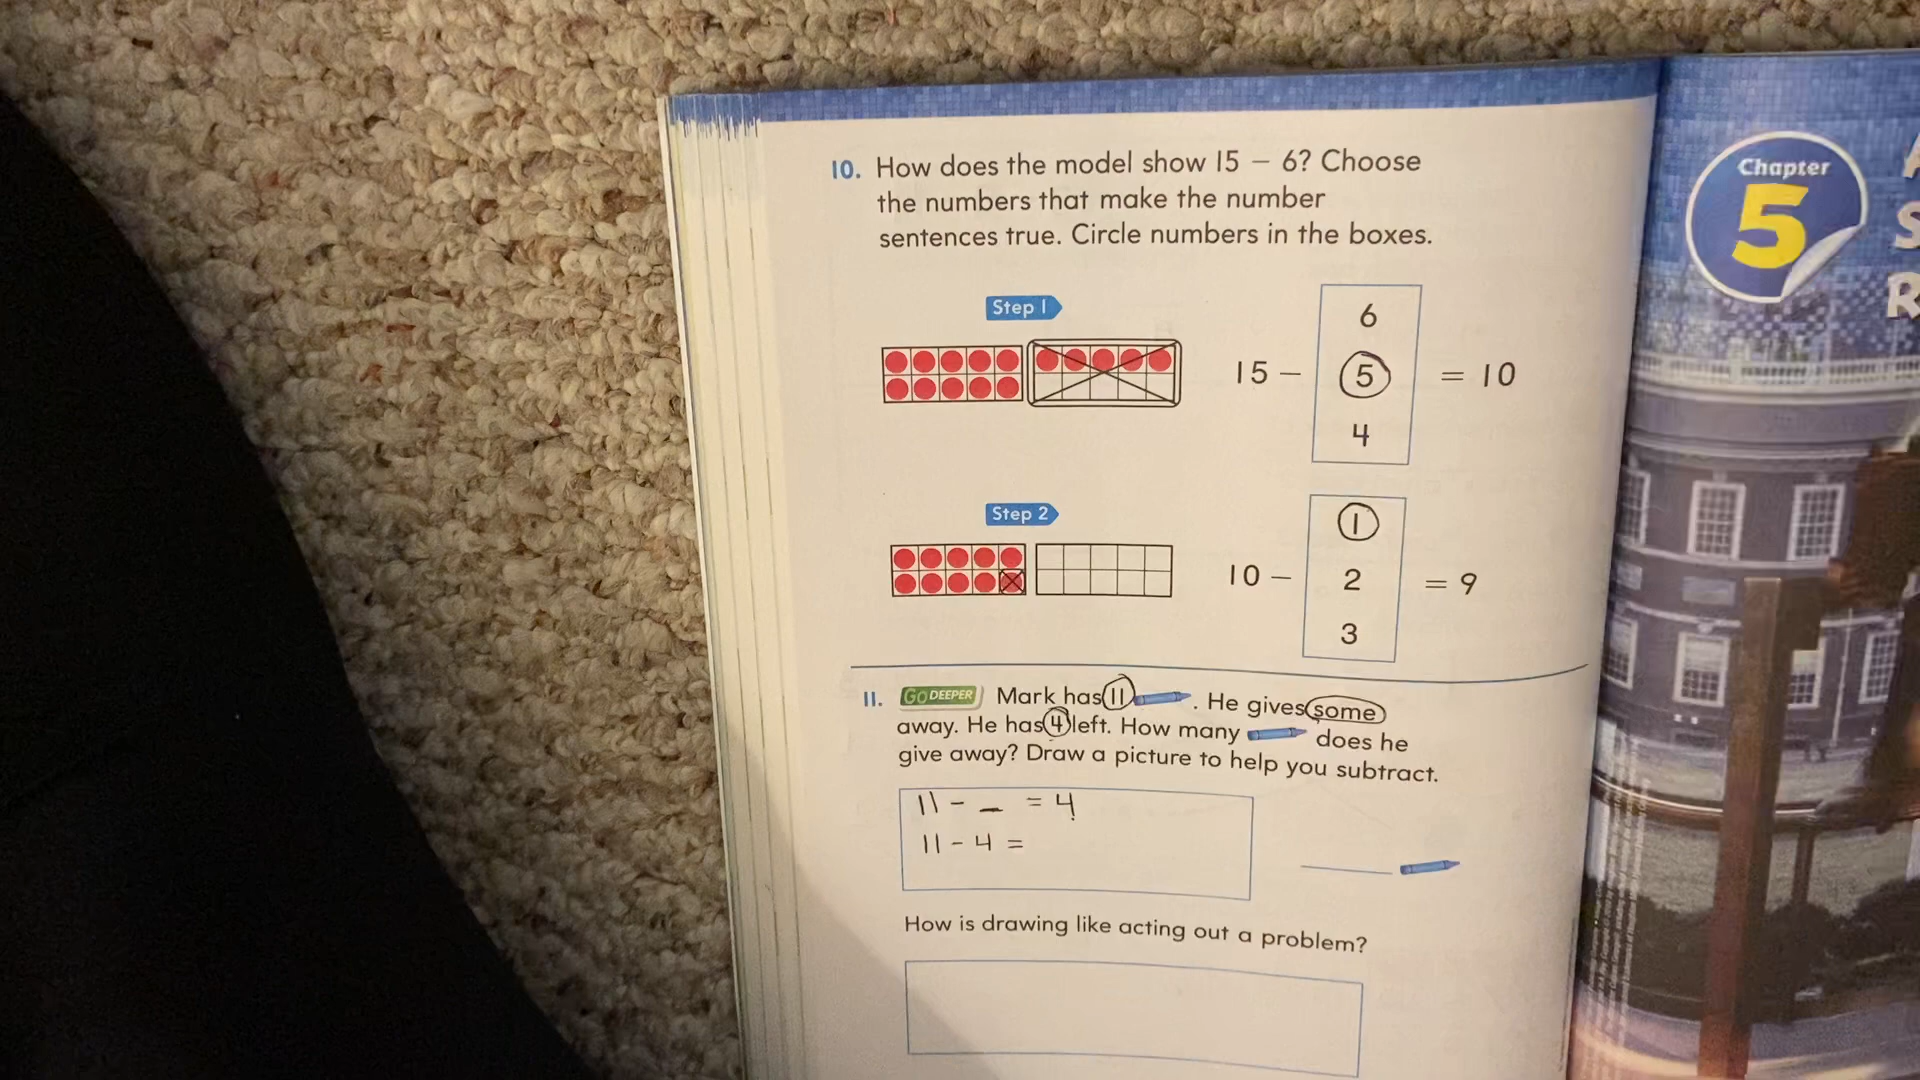 10. How does the model show 15 – 6? Choose
the numbers that make the number
sentences true. Circle numbers in the boxes.
Step 1
6
15 – 5 = 10
4
Step 2
1
10 – 2 = 9
3
11. GO DEEPER Mark has 11 . He gives some
away. He has 4 left. How many does he
give away? Draw a picture to help you subtract.
11 - _ = 4
11 - 4 =
How is drawing like acting out a problem?
Chapter
5